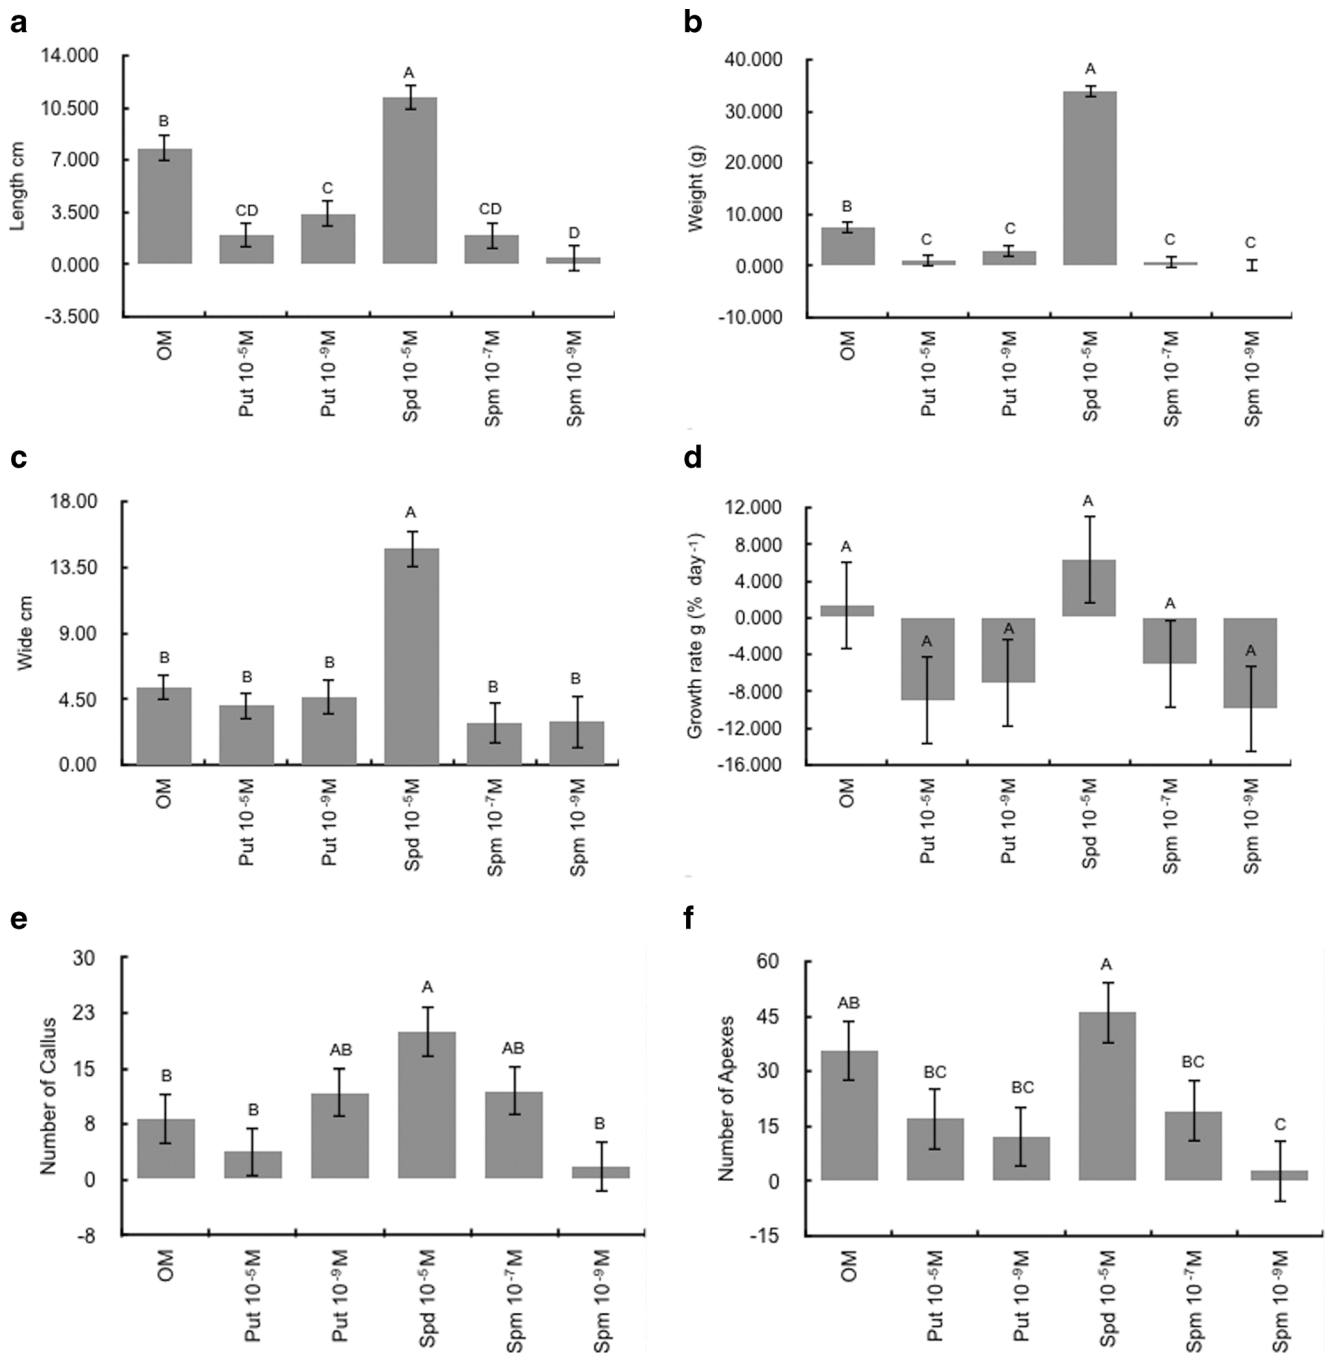 a
14.000
10.500
7.000
3.500
0.000
-3.500
Length cm
B
CD
C
A
CD
D
OM
Put 10⁻⁵M
Put 10⁻⁹M
Spd 10⁻⁵M
Spm 10⁻⁷M
Spm 10⁻⁹M
b
40.000
30.000
20.000
10.000
0.000
-10.000
Weight (g)
B
C
C
A
C
C
OM
Put 10⁻⁵M
Put 10⁻⁹M
Spd 10⁻⁵M
Spm 10⁻⁷M
Spm 10⁻⁹M
c
18.00
13.50
9.00
4.50
0.00
Wide cm
B
B
B
A
B
B
OM
Put 10⁻⁵M
Put 10⁻⁹M
Spd 10⁻⁵M
Spm 10⁻⁷M
Spm 10⁻⁹M
d
12.000
8.000
4.000
0.000
-4.000
-8.000
-12.000
-16.000
Growth rate g (% day⁻¹)
A
A
A
A
A
A
OM
Put 10⁻⁵M
Put 10⁻⁹M
Spd 10⁻⁵M
Spm 10⁻⁷M
Spm 10⁻⁹M
e
30
23
15
8
0
-8
Number of Callus
B
B
AB
A
AB
B
OM
Put 10⁻⁵M
Put 10⁻⁹M
Spd 10⁻⁵M
Spm 10⁻⁷M
Spm 10⁻⁹M
f
60
45
30
15
0
-15
Number of Apexes
AB
BC
BC
A
BC
C
OM
Put 10⁻⁵M
Put 10⁻⁹M
Spd 10⁻⁵M
Spm 10⁻⁷M
Spm 10⁻⁹M